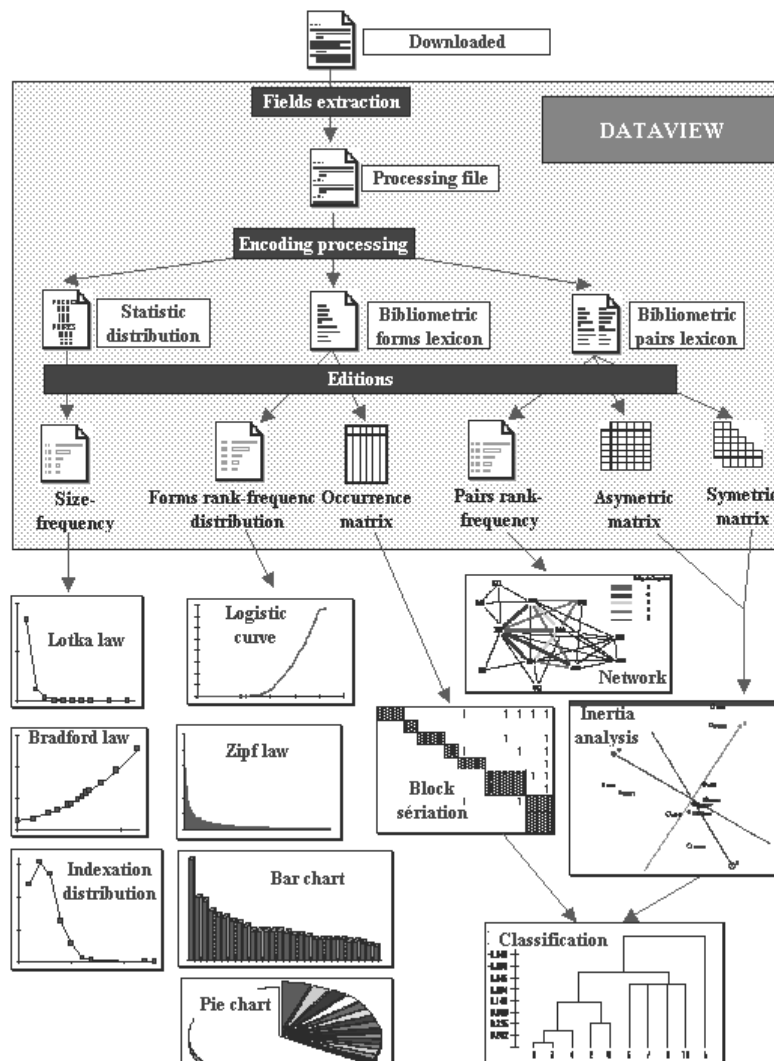 Downloaded
Fields extraction
DATAVIEW
Processing file
Encoding processing
Statistic
distribution
Bibliometric
forms lexicon
Bibliometric
pairs lexicon
Editions
Size-
frequency
Forms rank-frequenc
distribution
Occurrence
matrix
Pairs rank-
frequency
Asymetric
matrix
Symetric
matrix
Lotka law
Logistic
curve
Network
Bradford law
Zipf law
Block
sériation
Inertia
analysis
Indexation
distribution
Bar chart
Classification
Pie chart